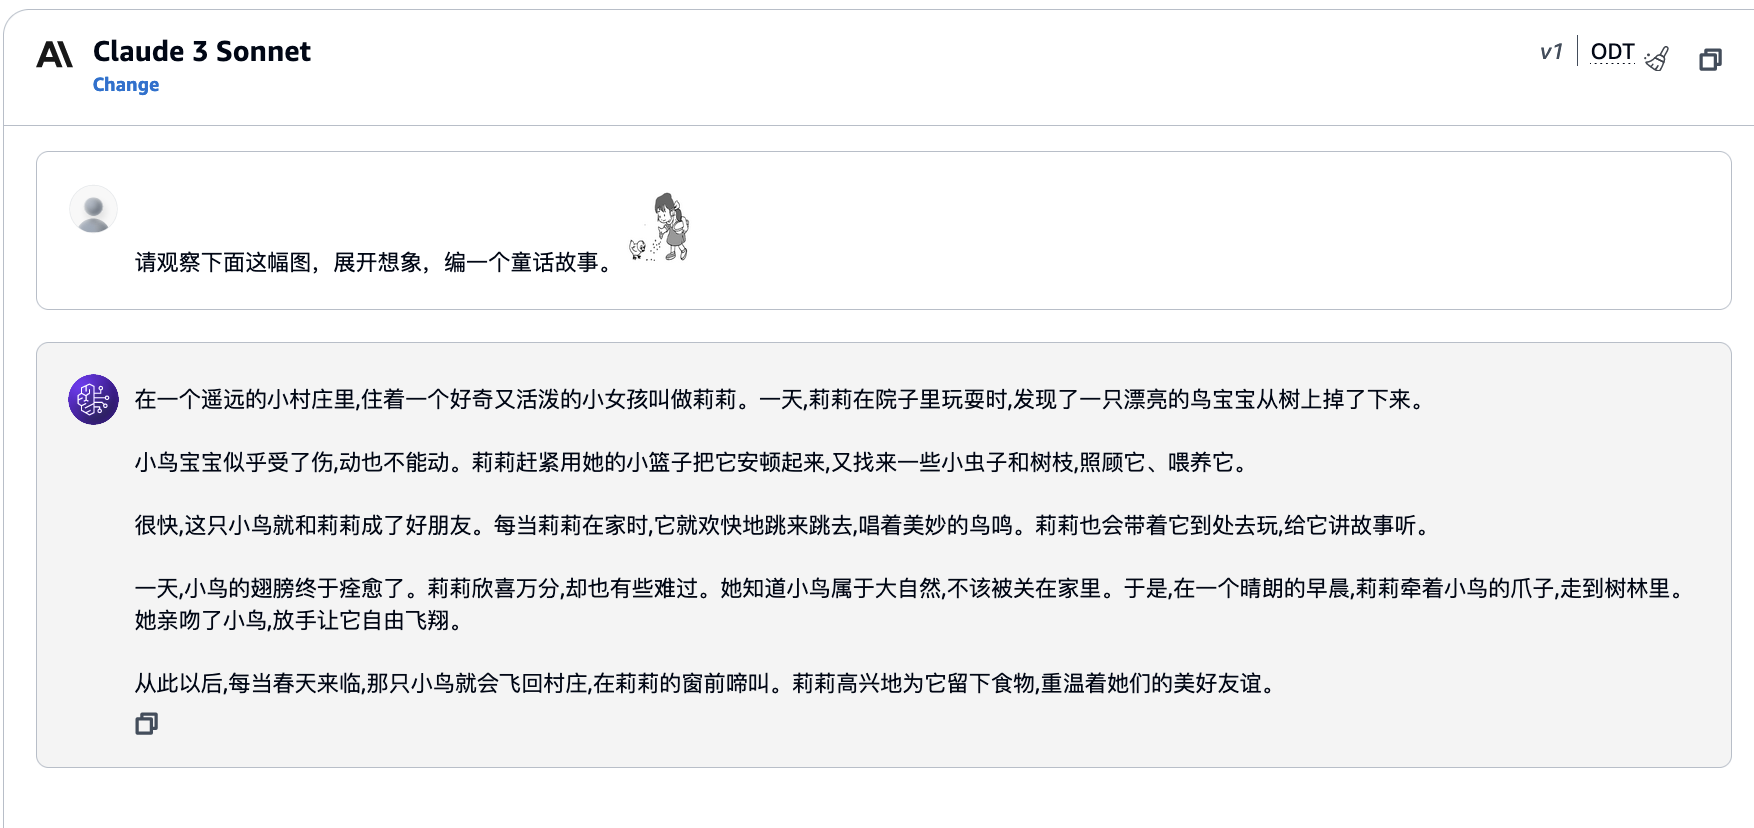 Claude 3 Sonnet
Change
v1
ODT
请观察下面这幅图，展开想象，编一个童话故事。
在一个遥远的小村庄里,住着一个好奇又活泼的小女孩叫做莉莉。一天,莉莉在院子里玩耍时,发现了一只漂亮的鸟宝宝从树上掉了下来。
小鸟宝宝似乎受了伤,动也不能动。莉莉赶紧用她的小篮子把它安顿起来,又找来一些小虫子和树枝,照顾它、喂养它。
很快,这只小鸟就和莉莉成了好朋友。每当莉莉在家时,它就欢快地跳来跳去,唱着美妙的鸟鸣。莉莉也会带着它到处去玩,给它讲故事听。
一天,小鸟的翅膀终于痊愈了。莉莉欣喜万分,却也有些难过。她知道小鸟属于大自然,不该被关在家里。于是,在一个晴朗的早晨,莉莉牵着小鸟的爪子,走到树林里。
她亲吻了小鸟,放手让它自由飞翔。
从此以后,每当春天来临,那只小鸟就会飞回村庄,在莉莉的窗前啼叫。莉莉高兴地为它留下食物,重温着她们的美好友谊。